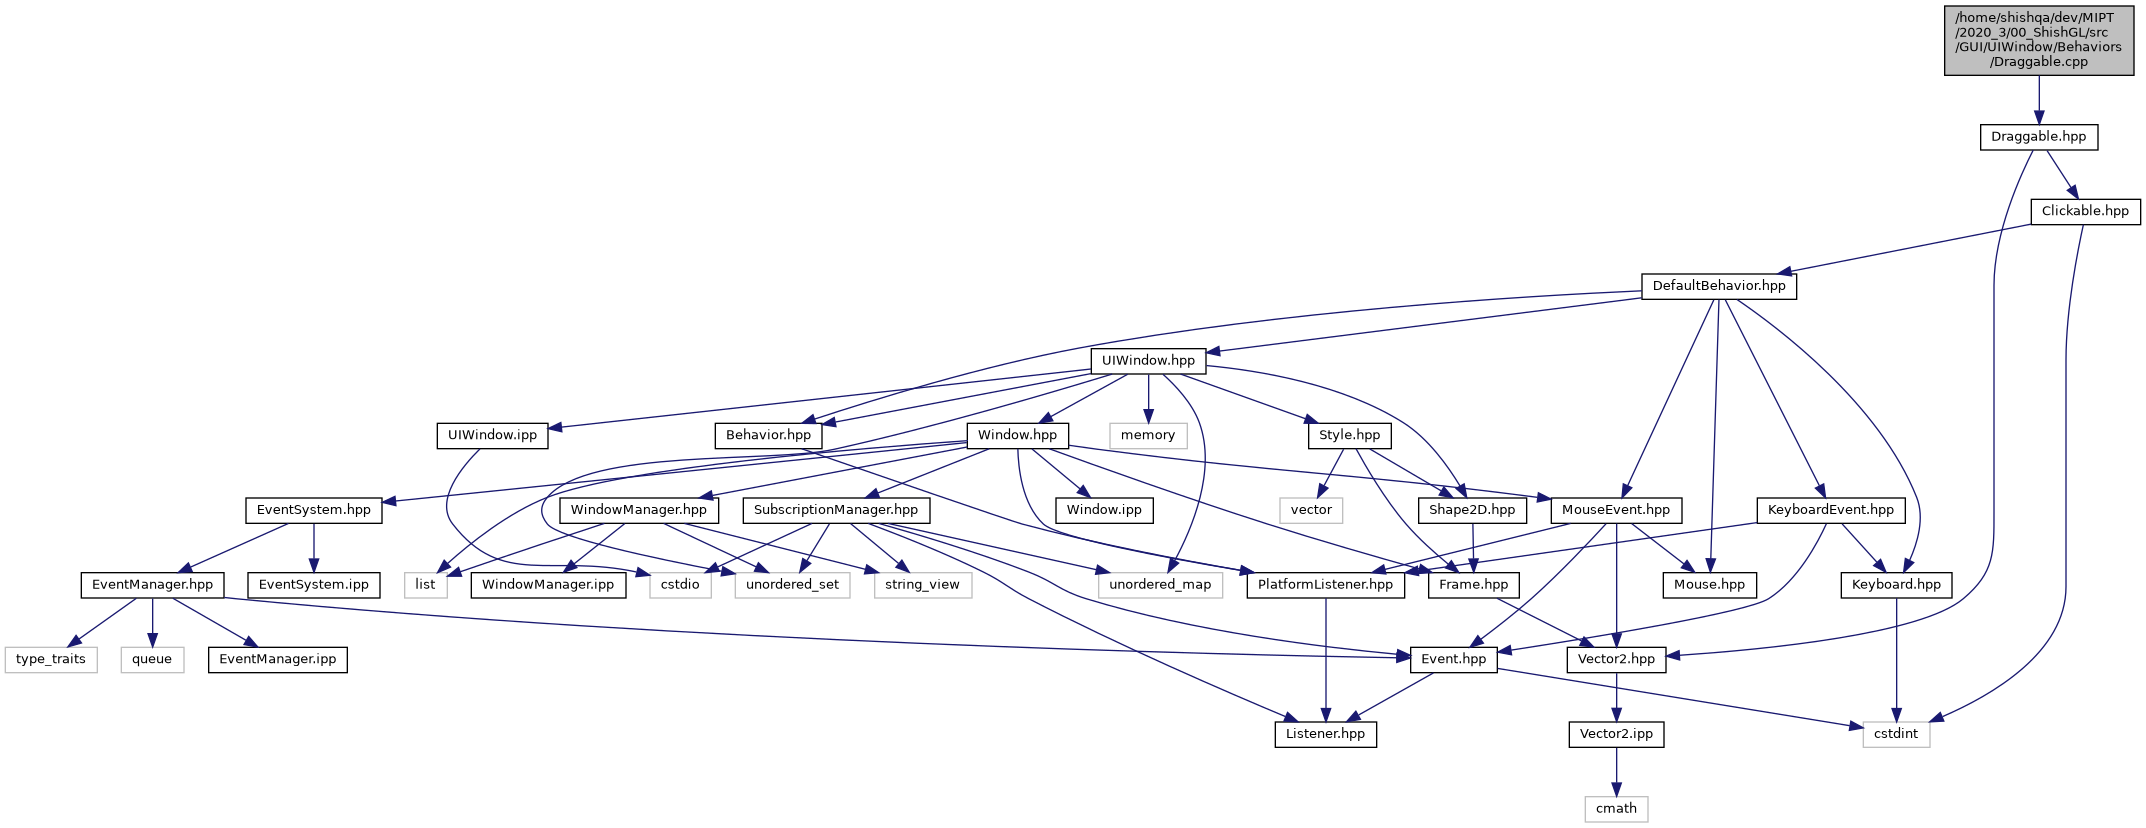 /home/shishqa/dev/MIPT
/2020_3/00_ShishGL/src
/GUI/UIWindow/Behaviors
/Draggable.cpp
Draggable.hpp
Clickable.hpp
DefaultBehavior.hpp
UIWindow.hpp
UIWindow.ipp
Behavior.hpp
Window.hpp
memory
Style.hpp
EventSystem.hpp
WindowManager.hpp
SubscriptionManager.hpp
Window.ipp
vector
Shape2D.hpp
MouseEvent.hpp
KeyboardEvent.hpp
EventManager.hpp
EventSystem.ipp
list
WindowManager.ipp
cstdio
unordered_set
string_view
unordered_map
PlatformListener.hpp
Frame.hpp
Mouse.hpp
Keyboard.hpp
type_traits
queue
EventManager.ipp
Event.hpp
Vector2.hpp
Listener.hpp
Vector2.ipp
cstdint
cmath